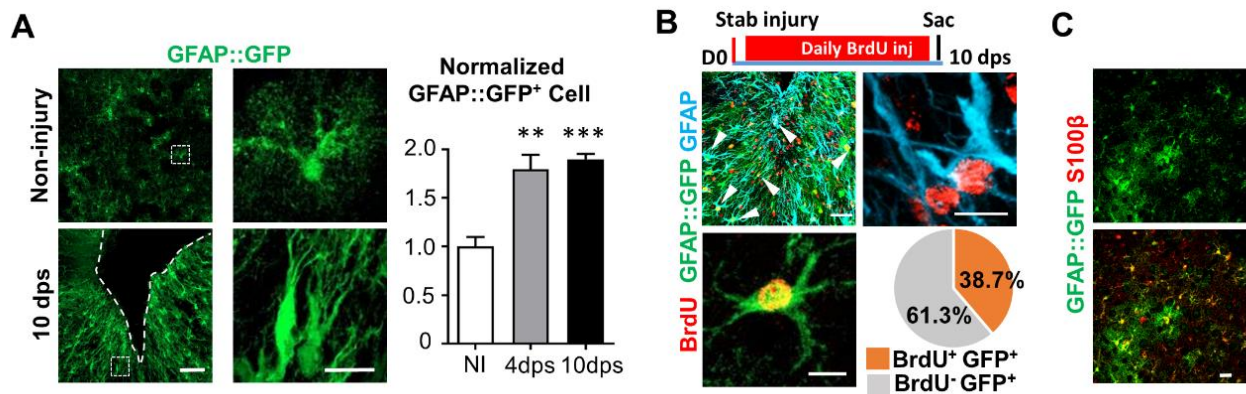 A
GFAP::GFP
Non-injury
10 dps
Normalized
GFAP::GFP⁺ Cell
2.0
1.5
1.0
0.5
0
**
***
NI
4dps
10dps
B
Stab injury
Sac
D0
Daily BrdU inj
10 dps
BrdU GFAP::GFP GFAP
38.7%
61.3%
BrdU⁺ GFP⁺
BrdU⁻ GFP⁺
C
GFAP::GFP S100β